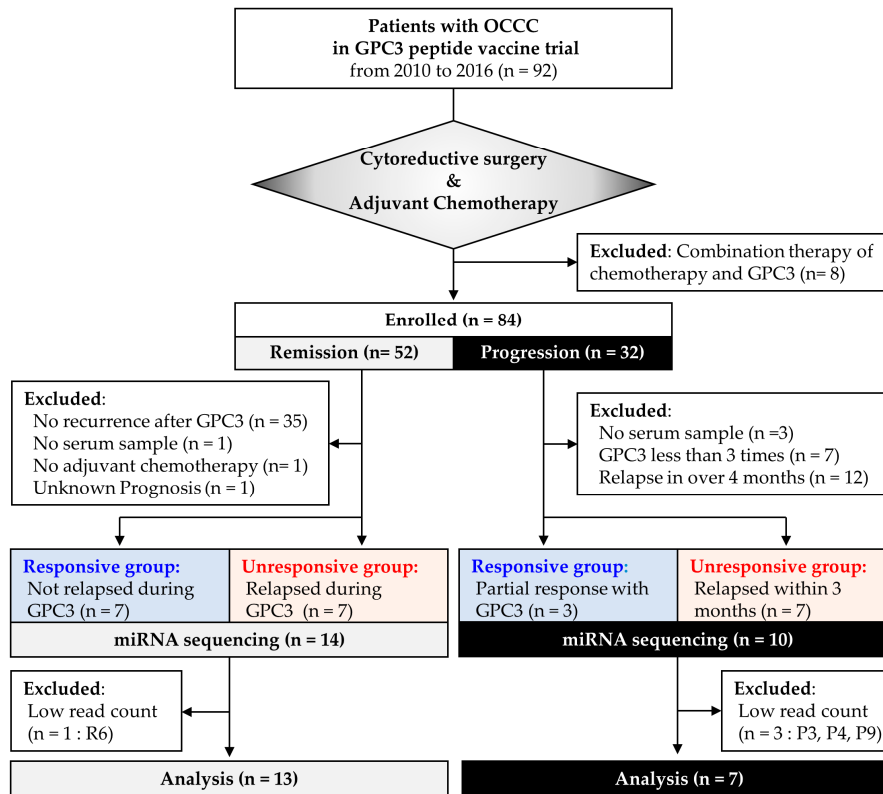 Patients with OCCC
in GPC3 peptide vaccine trial
from 2010 to 2016 (n = 92)
Cytoreductive surgery
&
Adjuvant Chemotherapy
Excluded: Combination therapy of
chemotherapy and GPC3 (n= 8)
Enrolled (n = 84)
Remission (n= 52)
Progression (n = 32)
Excluded:
No recurrence after GPC3 (n = 35)
No serum sample (n = 1)
No adjuvant chemotherapy (n= 1)
Unknown Prognosis (n = 1)
Excluded:
No serum sample (n =3)
GPC3 less than 3 times (n = 7)
Relapse in over 4 months (n = 12)
Responsive group:
Not relapsed during
GPC3 (n = 7)
Unresponsive group:
Relapsed during
GPC3 (n = 7)
miRNA sequencing (n = 14)
Responsive group:
Partial response with
GPC3 (n = 3)
Unresponsive group:
Relapsed within 3
months (n = 7)
miRNA sequencing (n = 10)
Excluded:
Low read count
(n = 1 : R6)
Excluded:
Low read count
(n = 3 : P3, P4, P9)
Analysis (n = 13)
Analysis (n = 7)